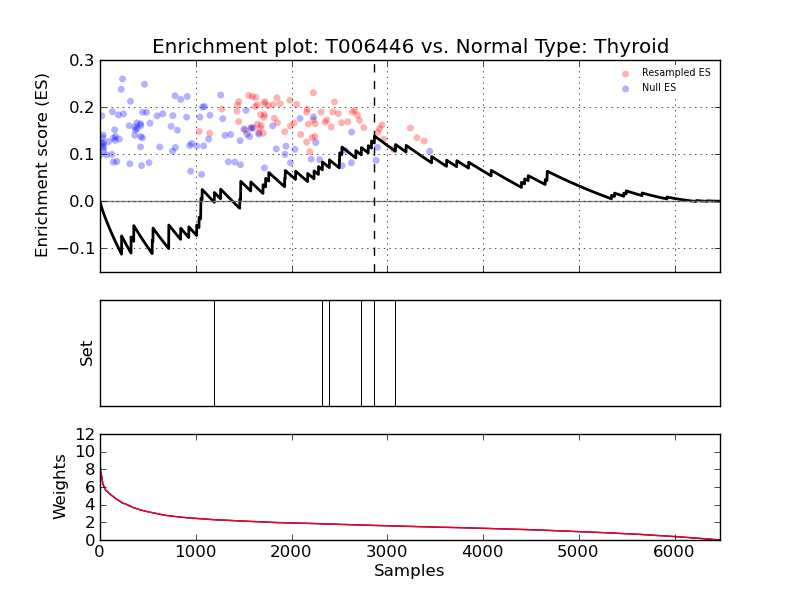 Enrichment plot: T006446 vs. Normal Type: Thyroid
Enrichment score (ES)
0.3
0.2
0.1
0.0
−0.1
Resampled ES
Null ES
Set
Weights
12
10
8
6
4
2
0
0 1000 2000 3000 4000 5000 6000
Samples